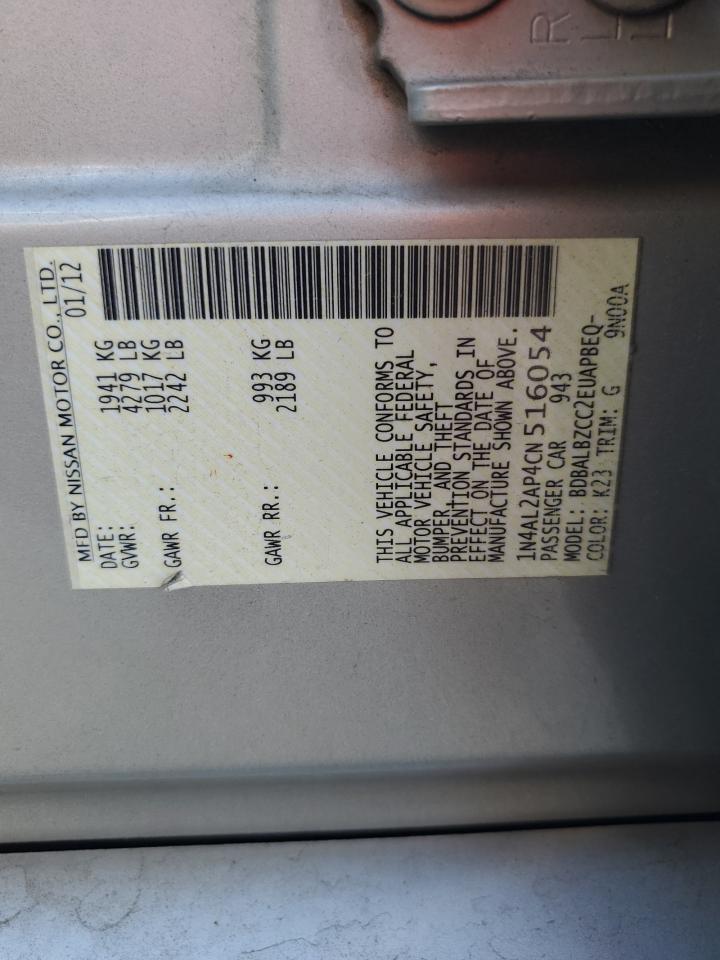 MFD BY NISSAN MOTOR CO., LTD.
DATE: 01/12
GVWR: 1941 KG
4279 LB
GAWR FR.: 1017 KG
2242 LB
GAWR RR.: 993 KG
2189 LB
THIS VEHICLE CONFORMS TO
ALL APPLICABLE FEDERAL
MOTOR VEHICLE SAFETY,
BUMPER, AND THEFT
PREVENTION STANDARDS IN
EFFECT ON THE DATE OF
MANUFACTURE SHOWN ABOVE.
1N4AL2AP4CN516054
PASSENGER CAR 943
MODEL: BDBALBZCC2EUAPBEQ-
COLOR: K23 TRIM: G 9N00A